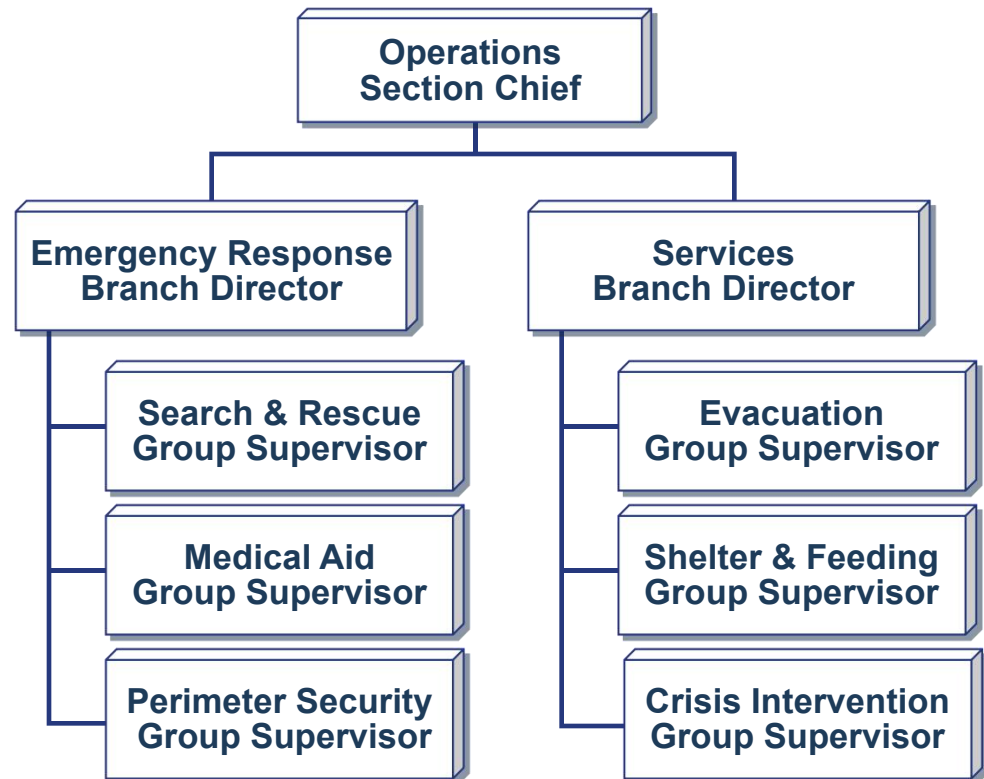 Operations
Section Chief
Emergency Response
Branch Director
Services
Branch Director
Search & Rescue
Group Supervisor
Medical Aid
Group Supervisor
Perimeter Security
Group Supervisor
Evacuation
Group Supervisor
Shelter & Feeding
Group Supervisor
Crisis Intervention
Group Supervisor